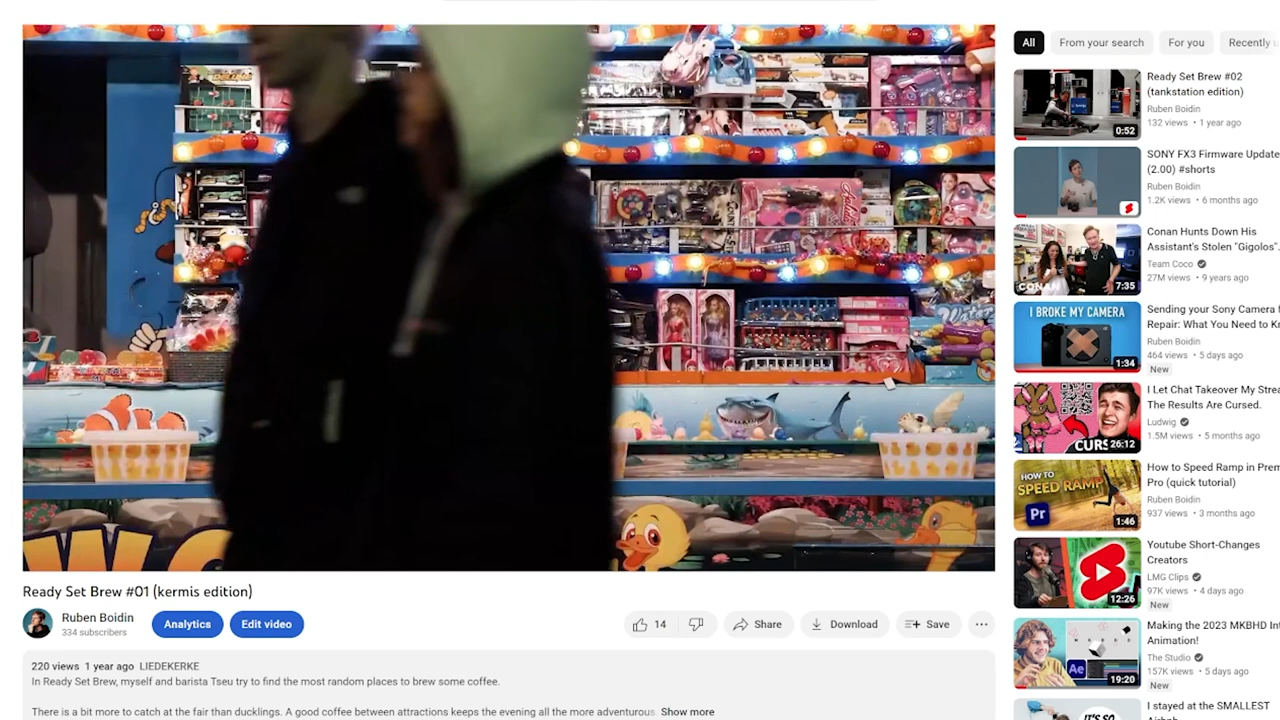 All
From your search
For you
Recently
Ready Set Brew #02
(tankstation edition)
Ruben Boidin
132 views • 1 year ago
0:52
SONY FX3 Firmware Update
(2.00) #shorts
Ruben Boidin
1.2K views • 6 months ago
Conan Hunts Down His
Assistant's Stolen "Gigolos"
Team Coco
27M views • 9 years ago
CONAN
7:35
I BROKE MY CAMERA
Sending your Sony Camera
Repair: What You Need to
Ruben Boidin
464 views • 5 days ago
New
1:34
I Let Chat Takeover My
The Results Are Cursed.
Ludwig
1.5M views • 5 months ago
26:12
HOW TO
SPEED RAMP
Pr
How to Speed Ramp in
Pro (quick tutorial)
Ruben Boidin
937 views • 3 months ago
1:46
Youtube Short-Changes
Creators
LMG Clips
97K views • 4 days ago
New
12:26
Making the 2023 MKBHD
Animation!
The Studio
157K views • 5 days ago
New
Ae
19:20
I stayed at the SMALLEST
IT'S SO
Ready Set Brew #01 (kermis edition)
Ruben Boidin
334 subscribers
Analytics
Edit video
14
Share
Download
Save
220 views 1 year ago LIEDEKERKE
In Ready Set Brew, myself and barista Tseu try to find the most random places to brew some coffee.
There is a bit more to catch at the fair than ducklings. A good coffee between attractions keeps the evening all the more adventurous. Show more